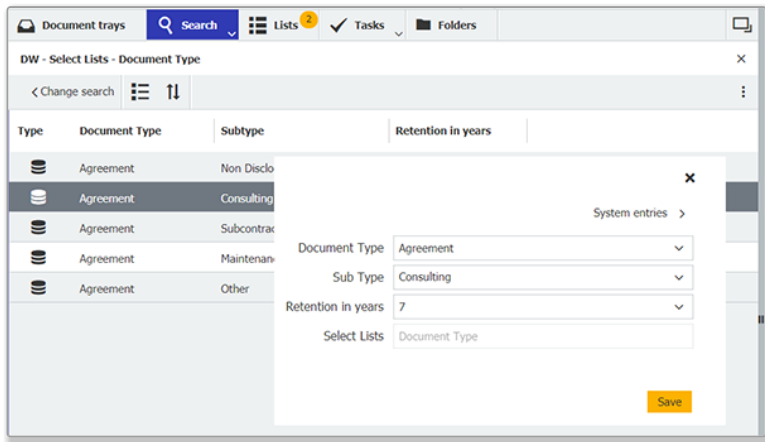 Document trays Search Lists 2 Tasks Folders
DW - Select Lists - Document Type
Change search
Type Document Type Subtype Retention in years
Agreement Non Disclo
Agreement Consulting
Agreement Subcontrac
Agreement Maintenan
Agreement Other
System entries
Document Type Agreement
Sub Type Consulting
Retention in years 7
Select Lists Document Type
Save